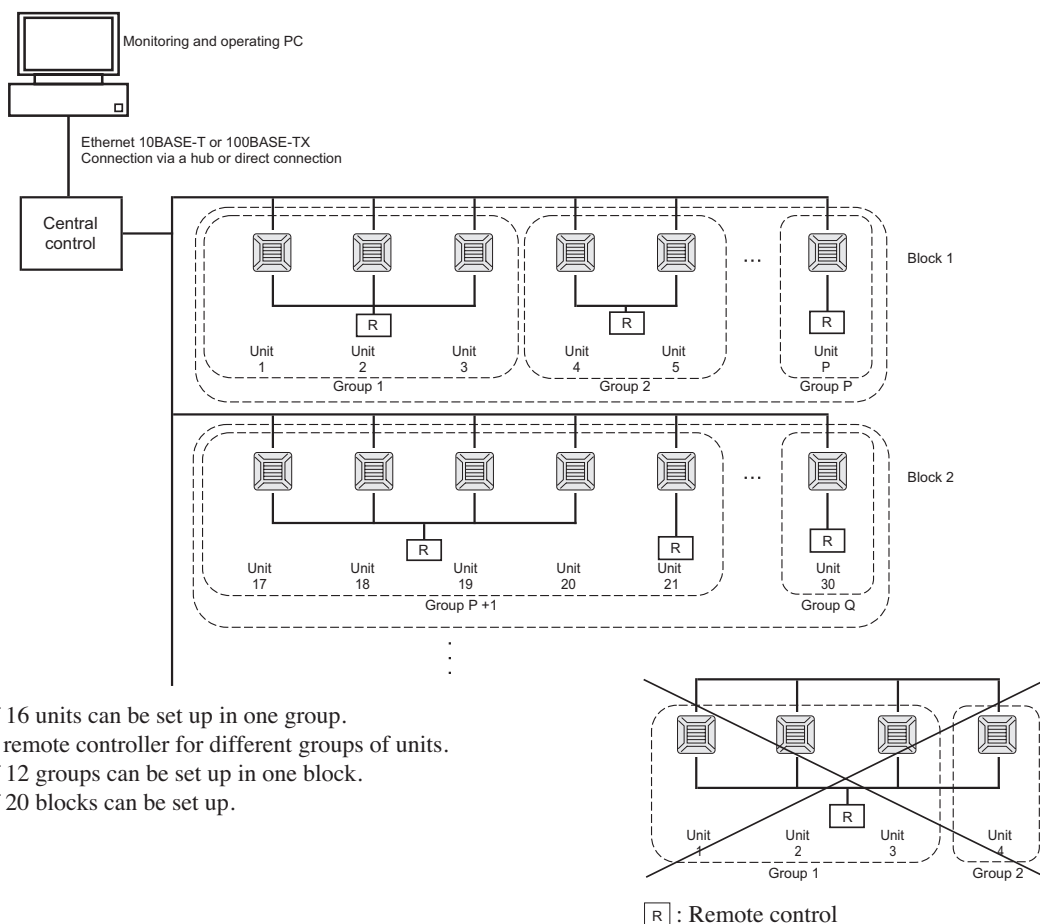 Monitoring and operating PC
Ethernet 10BASE-T or 100BASE-TX
Connection via a hub or direct connection
Central
control
Block 1
R
R
R
Unit
1
Unit
2
Unit
3
Unit
4
Unit
5
...
Unit
P
Group 1
Group 2
Group P
Block 2
...
R
R
R
Unit
17
Unit
18
Unit
19
Unit
20
Unit
21
Unit
30
Group P +1
Group Q
16 units can be set up in one group.
remote controller for different groups of units.
12 groups can be set up in one block.
20 blocks can be set up.
R
Unit
1
Unit
2
Unit
3
Unit
4
Group 1
Group 2
R : Remote control